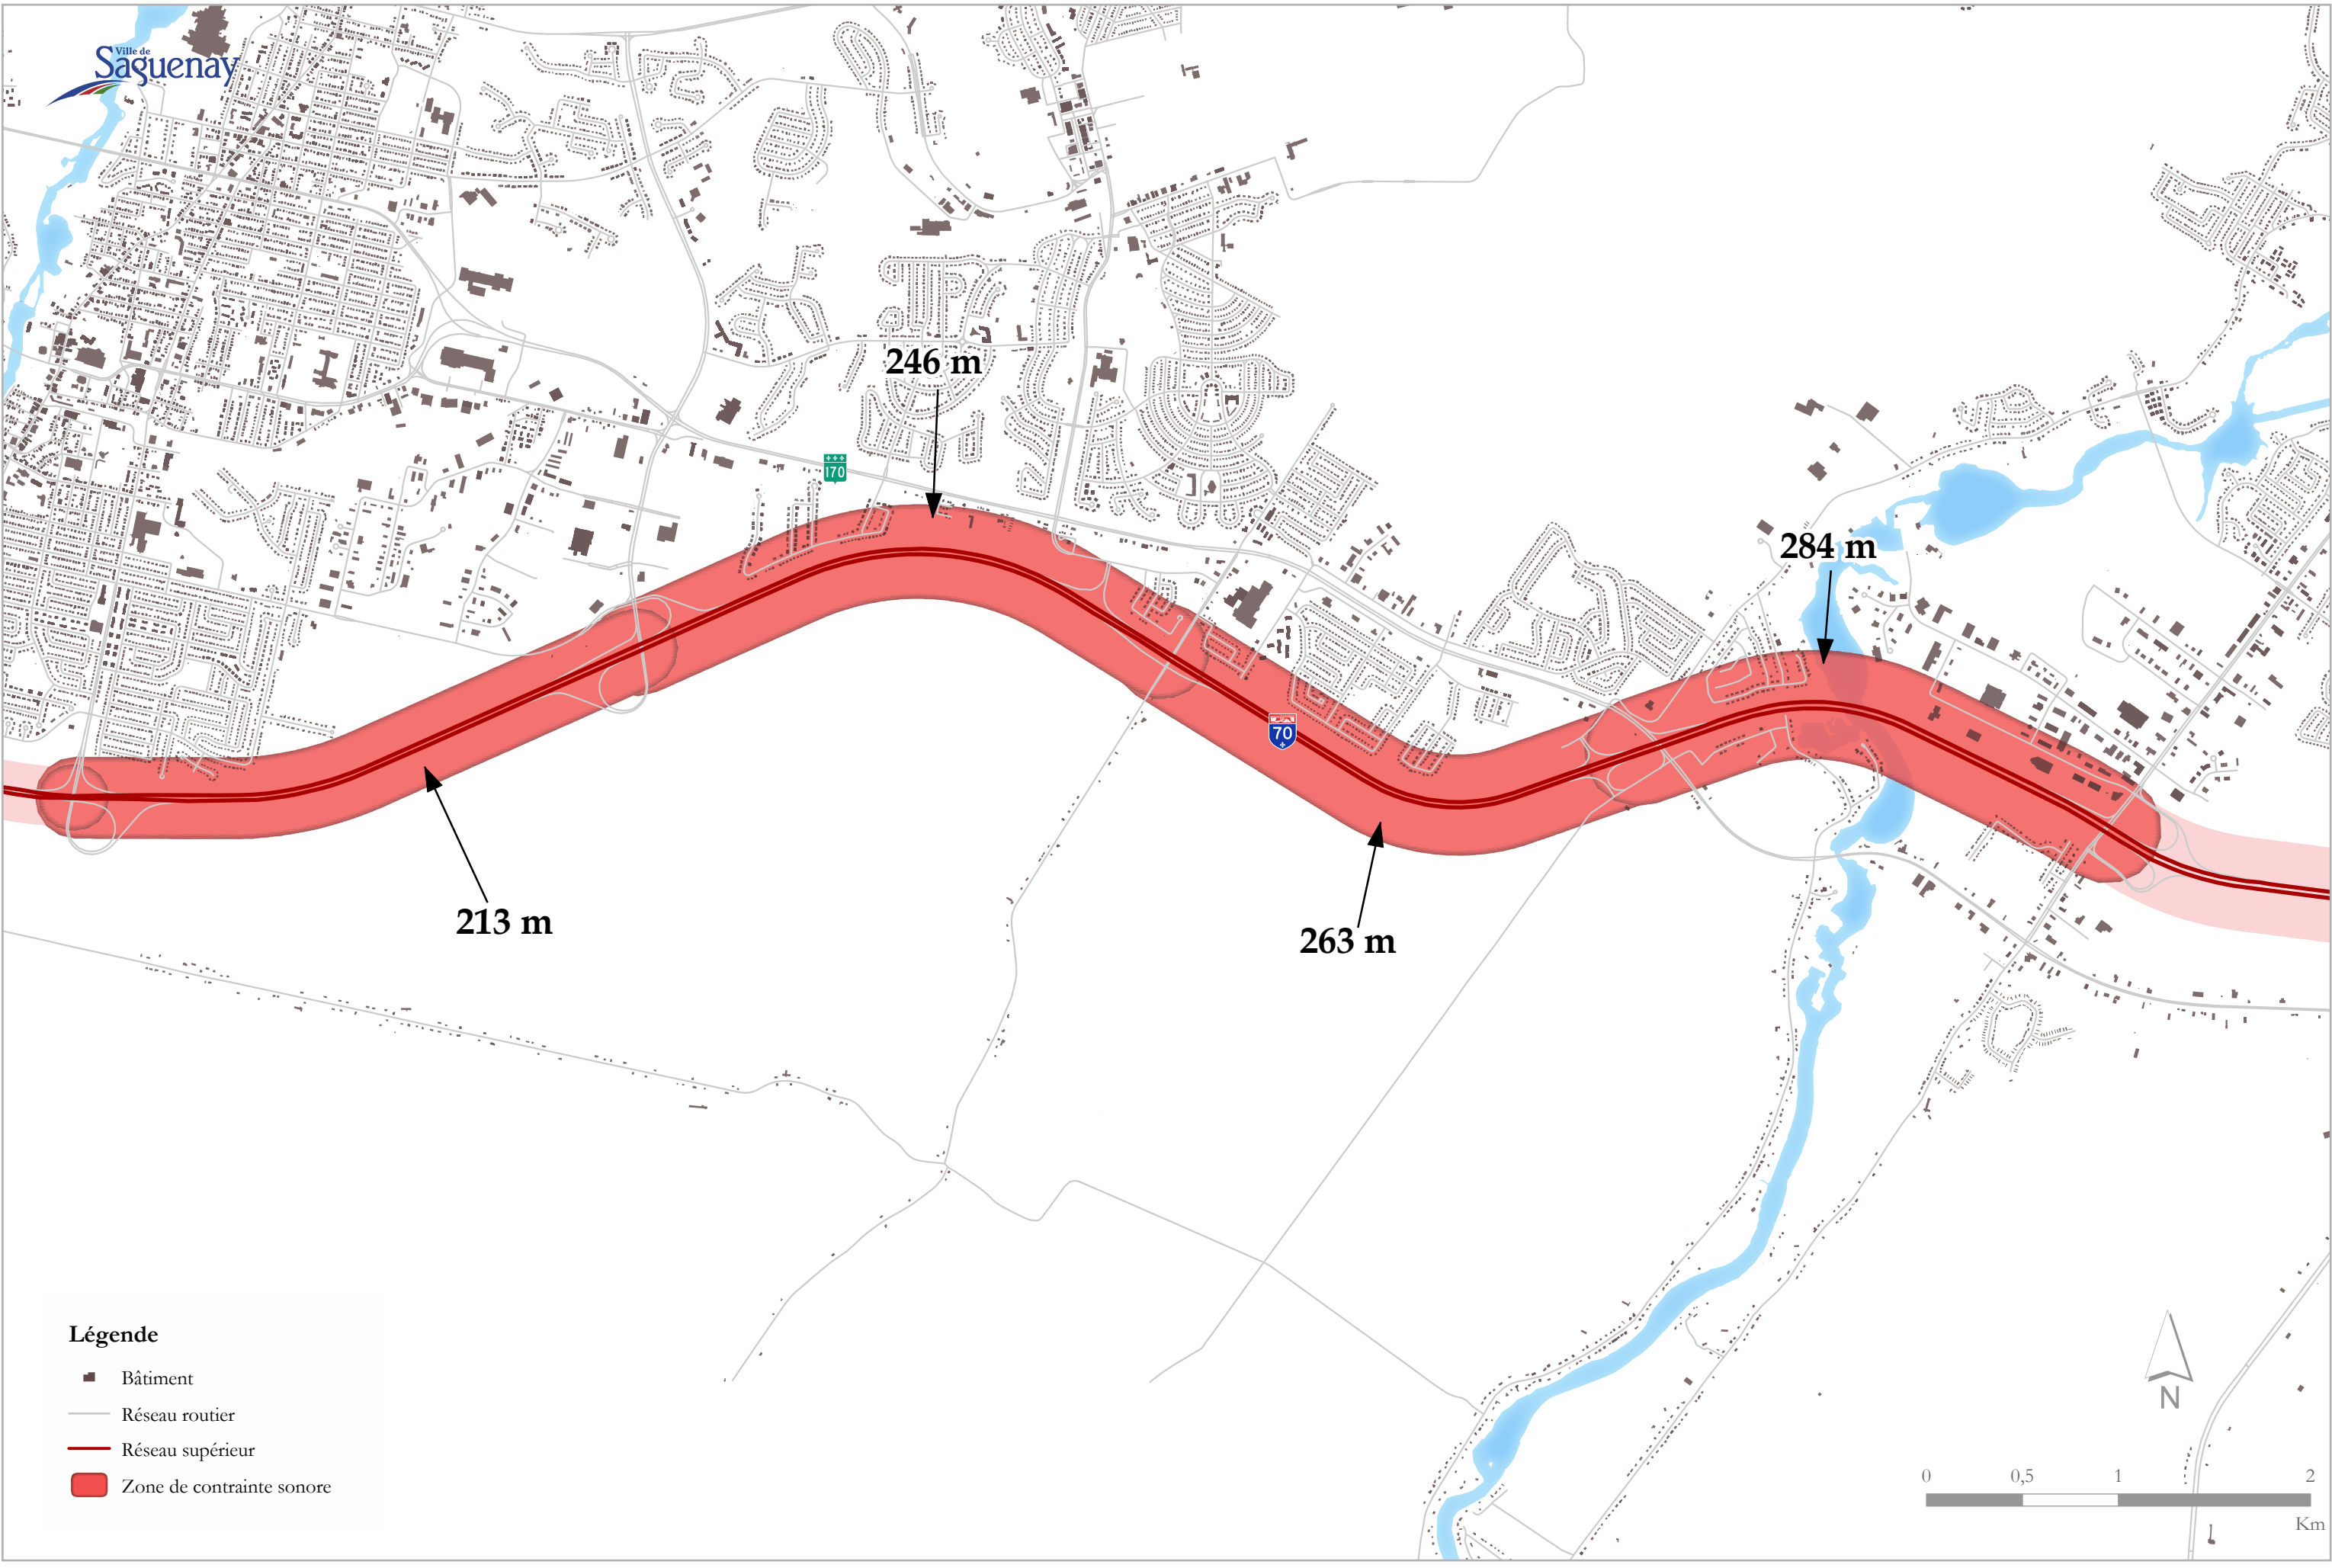 Ville de
Saguenay
246 m
170
284 m
70
213 m
263 m
Légende
Bâtiment
Réseau routier
Réseau supérieur
Zone de contrainte sonore
N
0 0,5 1 2
Km